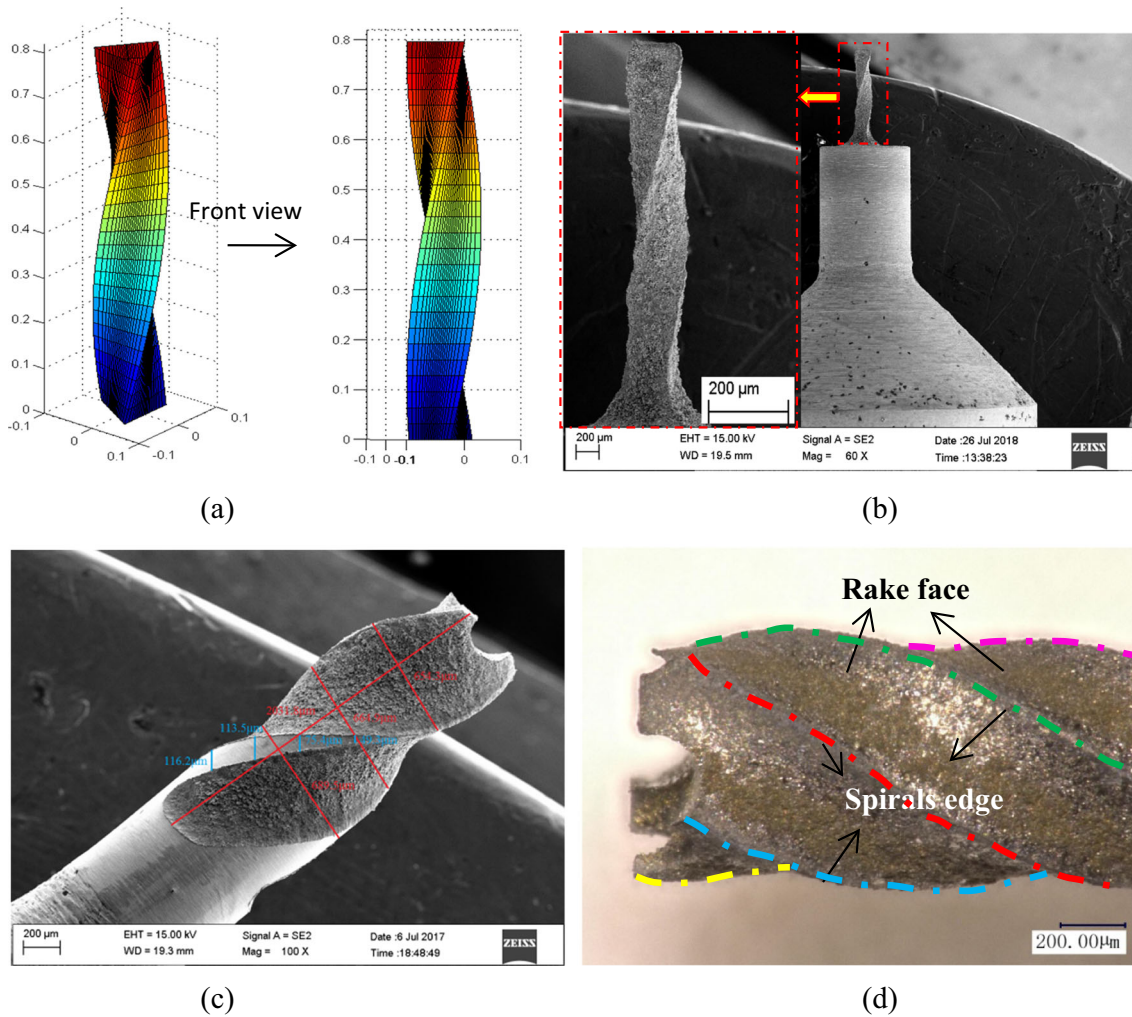 0.8
0.7
0.6
0.5
0.4
0.3
0.2
0.1
0
-0.1
0
0.1
-0.1
0
0.1
Front view
0.8
0.7
0.6
0.5
0.4
0.3
0.2
0.1
0
-0.1 0 -0.1 0 0.1
(a)
200 µm
200 µm
EHT = 15.00 kV
WD = 19.5 mm
Signal A = SE2
Mag = 60 X
Date :26 Jul 2018
Time :13:38:23
ZEISS
(b)
113.5µm
116.2µm
200 µm
EHT = 15.00 kV
WD = 19.3 mm
Signal A = SE2
Mag = 100 X
Date :6 Jul 2017
Time :18:48:49
ZEISS
(c)
Rake face
Spirals edge
200.00µm
(d)